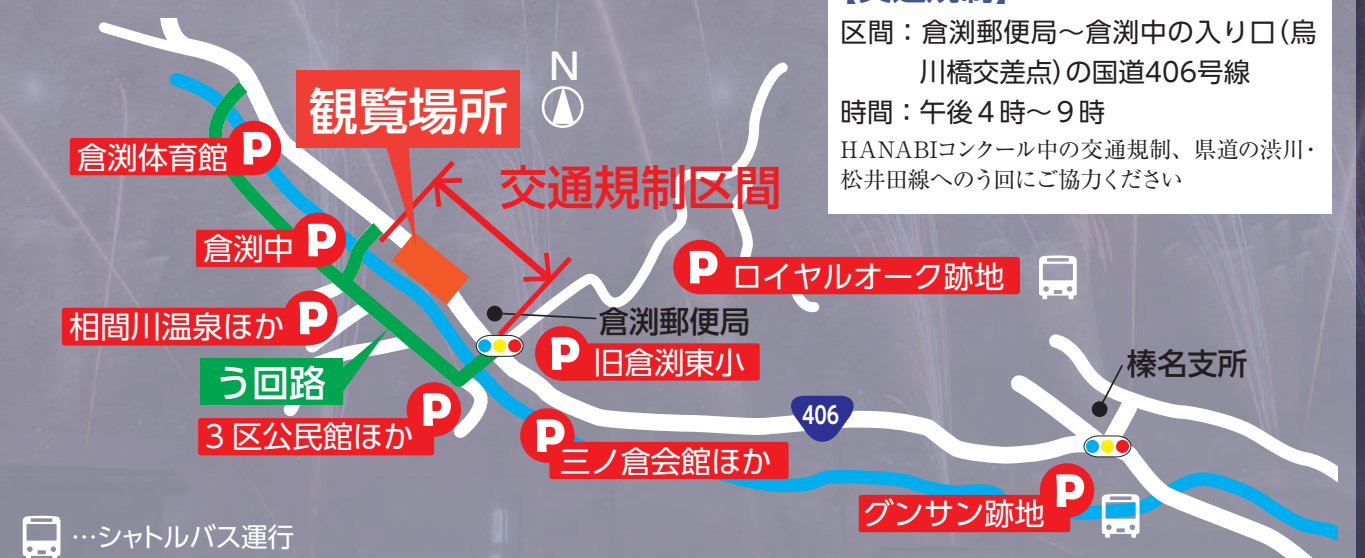 【交通規制】
区間：倉渕郵便局～倉渕中の入り口（烏
川橋交差点）の国道406号線
時間：午後４時～９時
HANABIコンクール中の交通規制、県道の渋川・
松井田線へのう回にご協力ください
N
観覧場所
P
倉渕体育館
交通規制区間
P
倉渕中
P
ロイヤルオーク跡地
P
相間川温泉ほか
倉渕郵便局
P
旧倉渕東小
う回路
榛名支所
P
３区公民館ほか
406
P
三ノ倉会館ほか
P
グンサン跡地
…シャトルバス運行